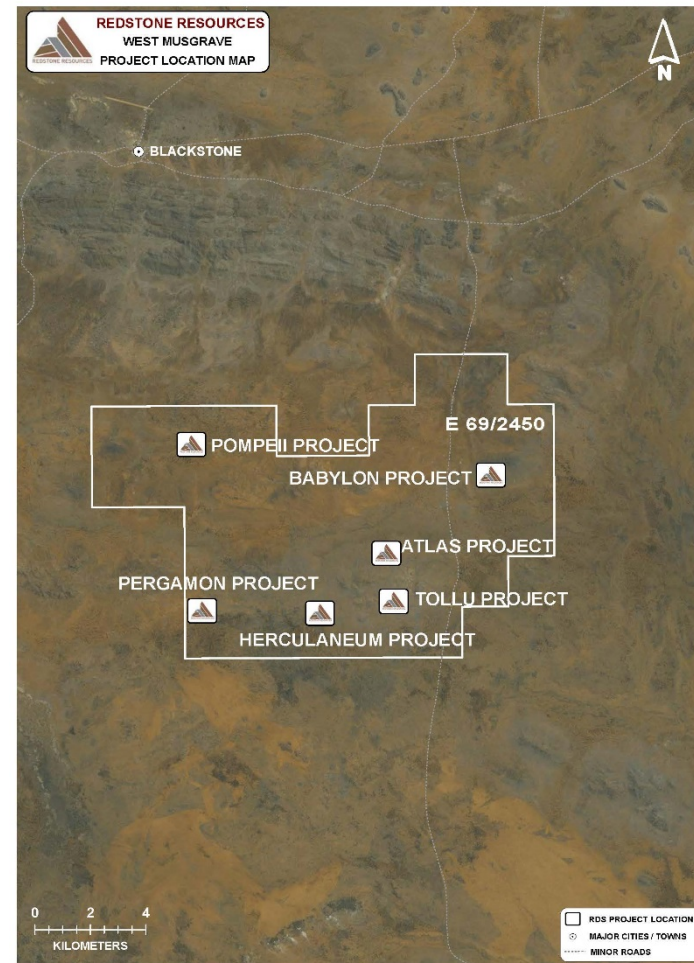 REDSTONE RESOURCES
WEST MUSGRAVE
PROJECT LOCATION MAP
REDSTONE RESOURCES
N
BLACKSTONE
E 69/2450
POMPEII PROJECT
BABYLON PROJECT
ATLAS PROJECT
PERGAMON PROJECT
TOLLU PROJECT
HERCULANEUM PROJECT
0 2 4
KILOMETERS
RDS PROJECT LOCATION
MAJOR CITIES / TOWNS
MINOR ROADS